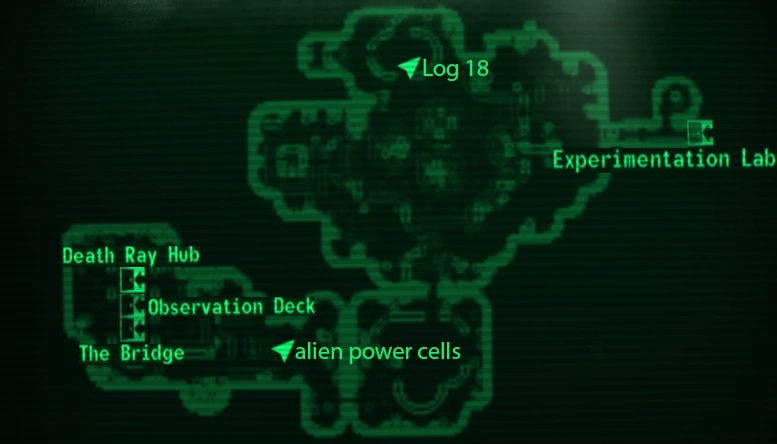 Log 18
Experimentation Lab
Death Ray Hub
Observation Deck
The Bridge
alien power cells